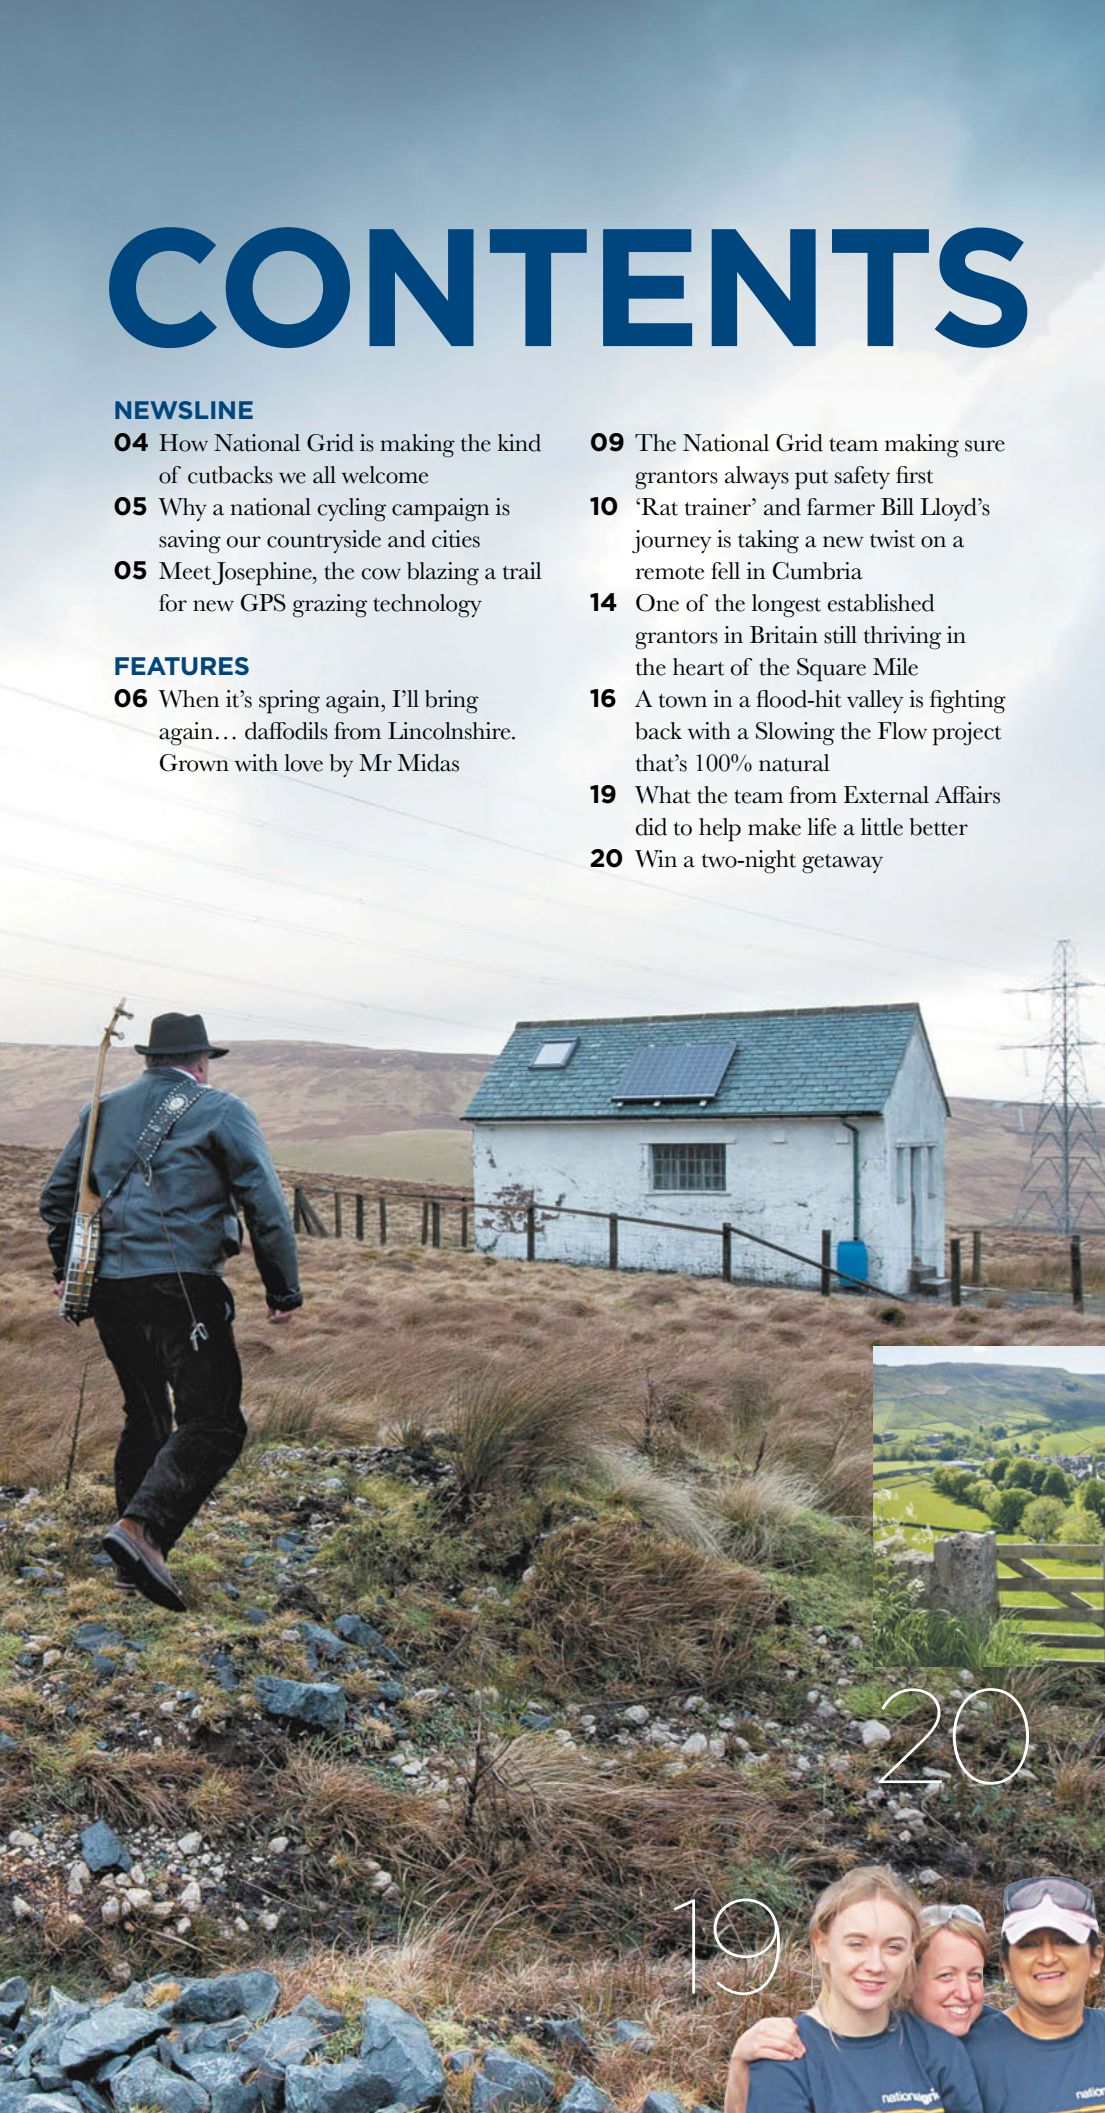 CONTENTS
NEWSLINE
04 How National Grid is making the kind
of cutbacks we all welcome
05 Why a national cycling campaign is
saving our countryside and cities
05 Meet Josephine, the cow blazing a trail
for new GPS grazing technology
FEATURES
06 When it’s spring again, I’ll bring
again… daffodils from Lincolnshire.
Grown with love by Mr Midas
09 The National Grid team making sure
grantors always put safety first
10 ‘Rat trainer’ and farmer Bill Lloyd’s
journey is taking a new twist on a
remote fell in Cumbria
14 One of the longest established
grantors in Britain still thriving in
the heart of the Square Mile
16 A town in a flood-hit valley is fighting
back with a Slowing the Flow project
that’s 100% natural
19 What the team from External Affairs
did to help make life a little better
20 Win a two-night getaway
20
19
nationalgri
nation